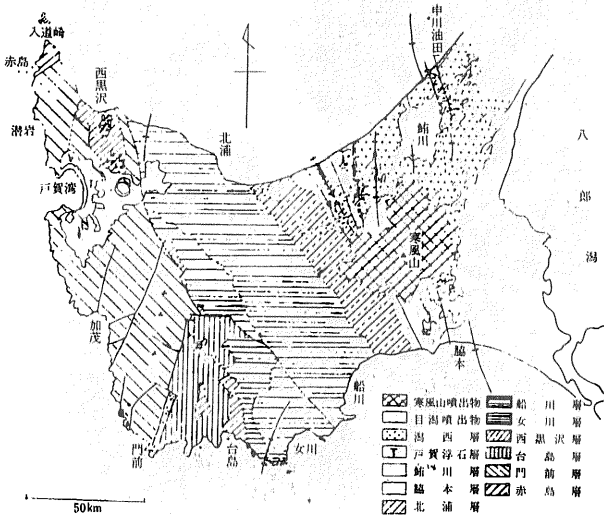 入道崎
赤島
西黒沢
潜岩
戸賀湾
北浦
申川油田
鮪川
八郎潟
寒風山
加茂
脇本
船川
門前
台島
女川
50km
寒風山噴出物
目潟噴出物
潟西層
戸賀浮石層
鮪川層
脇本層
北浦層
船川層
女川層
西黒沢層
台島層
門前層
赤島層